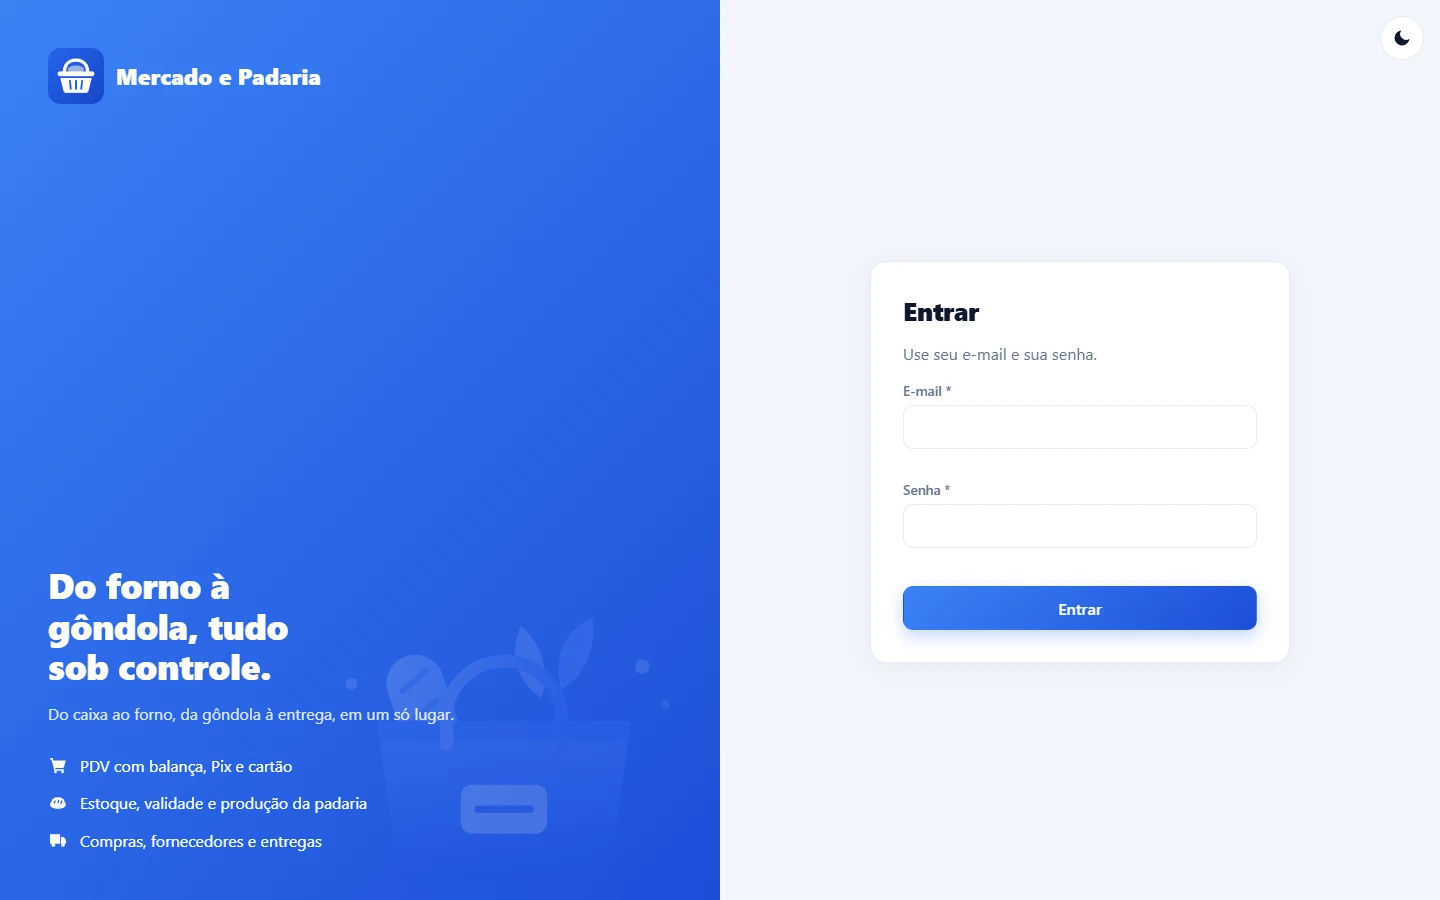 Mercado e Padaria
Do forno à
gôndola, tudo
sob controle.
Do caixa ao forno, da gôndola à entrega, em um só lugar.
PDV com balança, Pix e cartão
Estoque, validade e produção da padaria
Compras, fornecedores e entregas
Entrar
Use seu e-mail e sua senha.
E-mail *
Senha *
Entrar